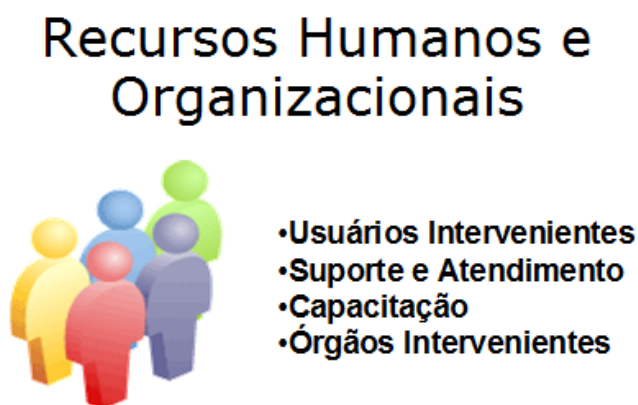 Recursos Humanos e
Organizacionais
•Usuários Intervenientes
•Suporte e Atendimento
•Capacitação
•Órgãos Intervenientes